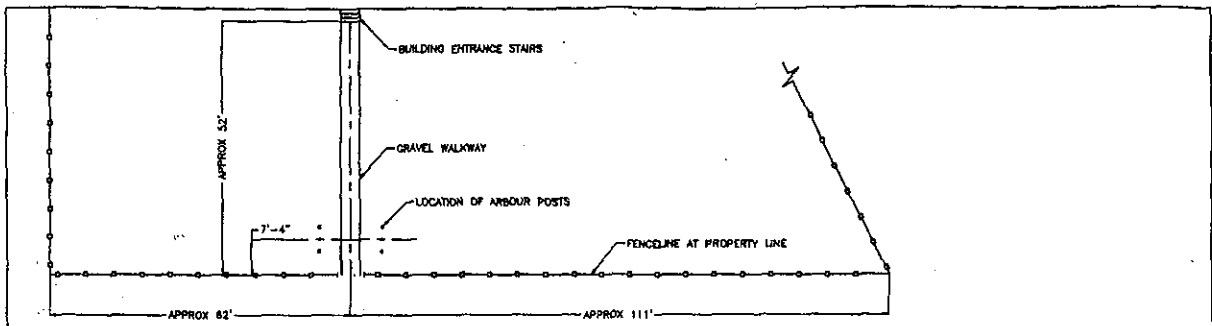 BUILDING ENTRANCE STAIRS
APPROX 52'
GRAVEL WALKWAY
LOCATION OF ARBOUR POSTS
7'-4"
FENCELINE AT PROPERTY LINE
APPROX 62'
APPROX 111'